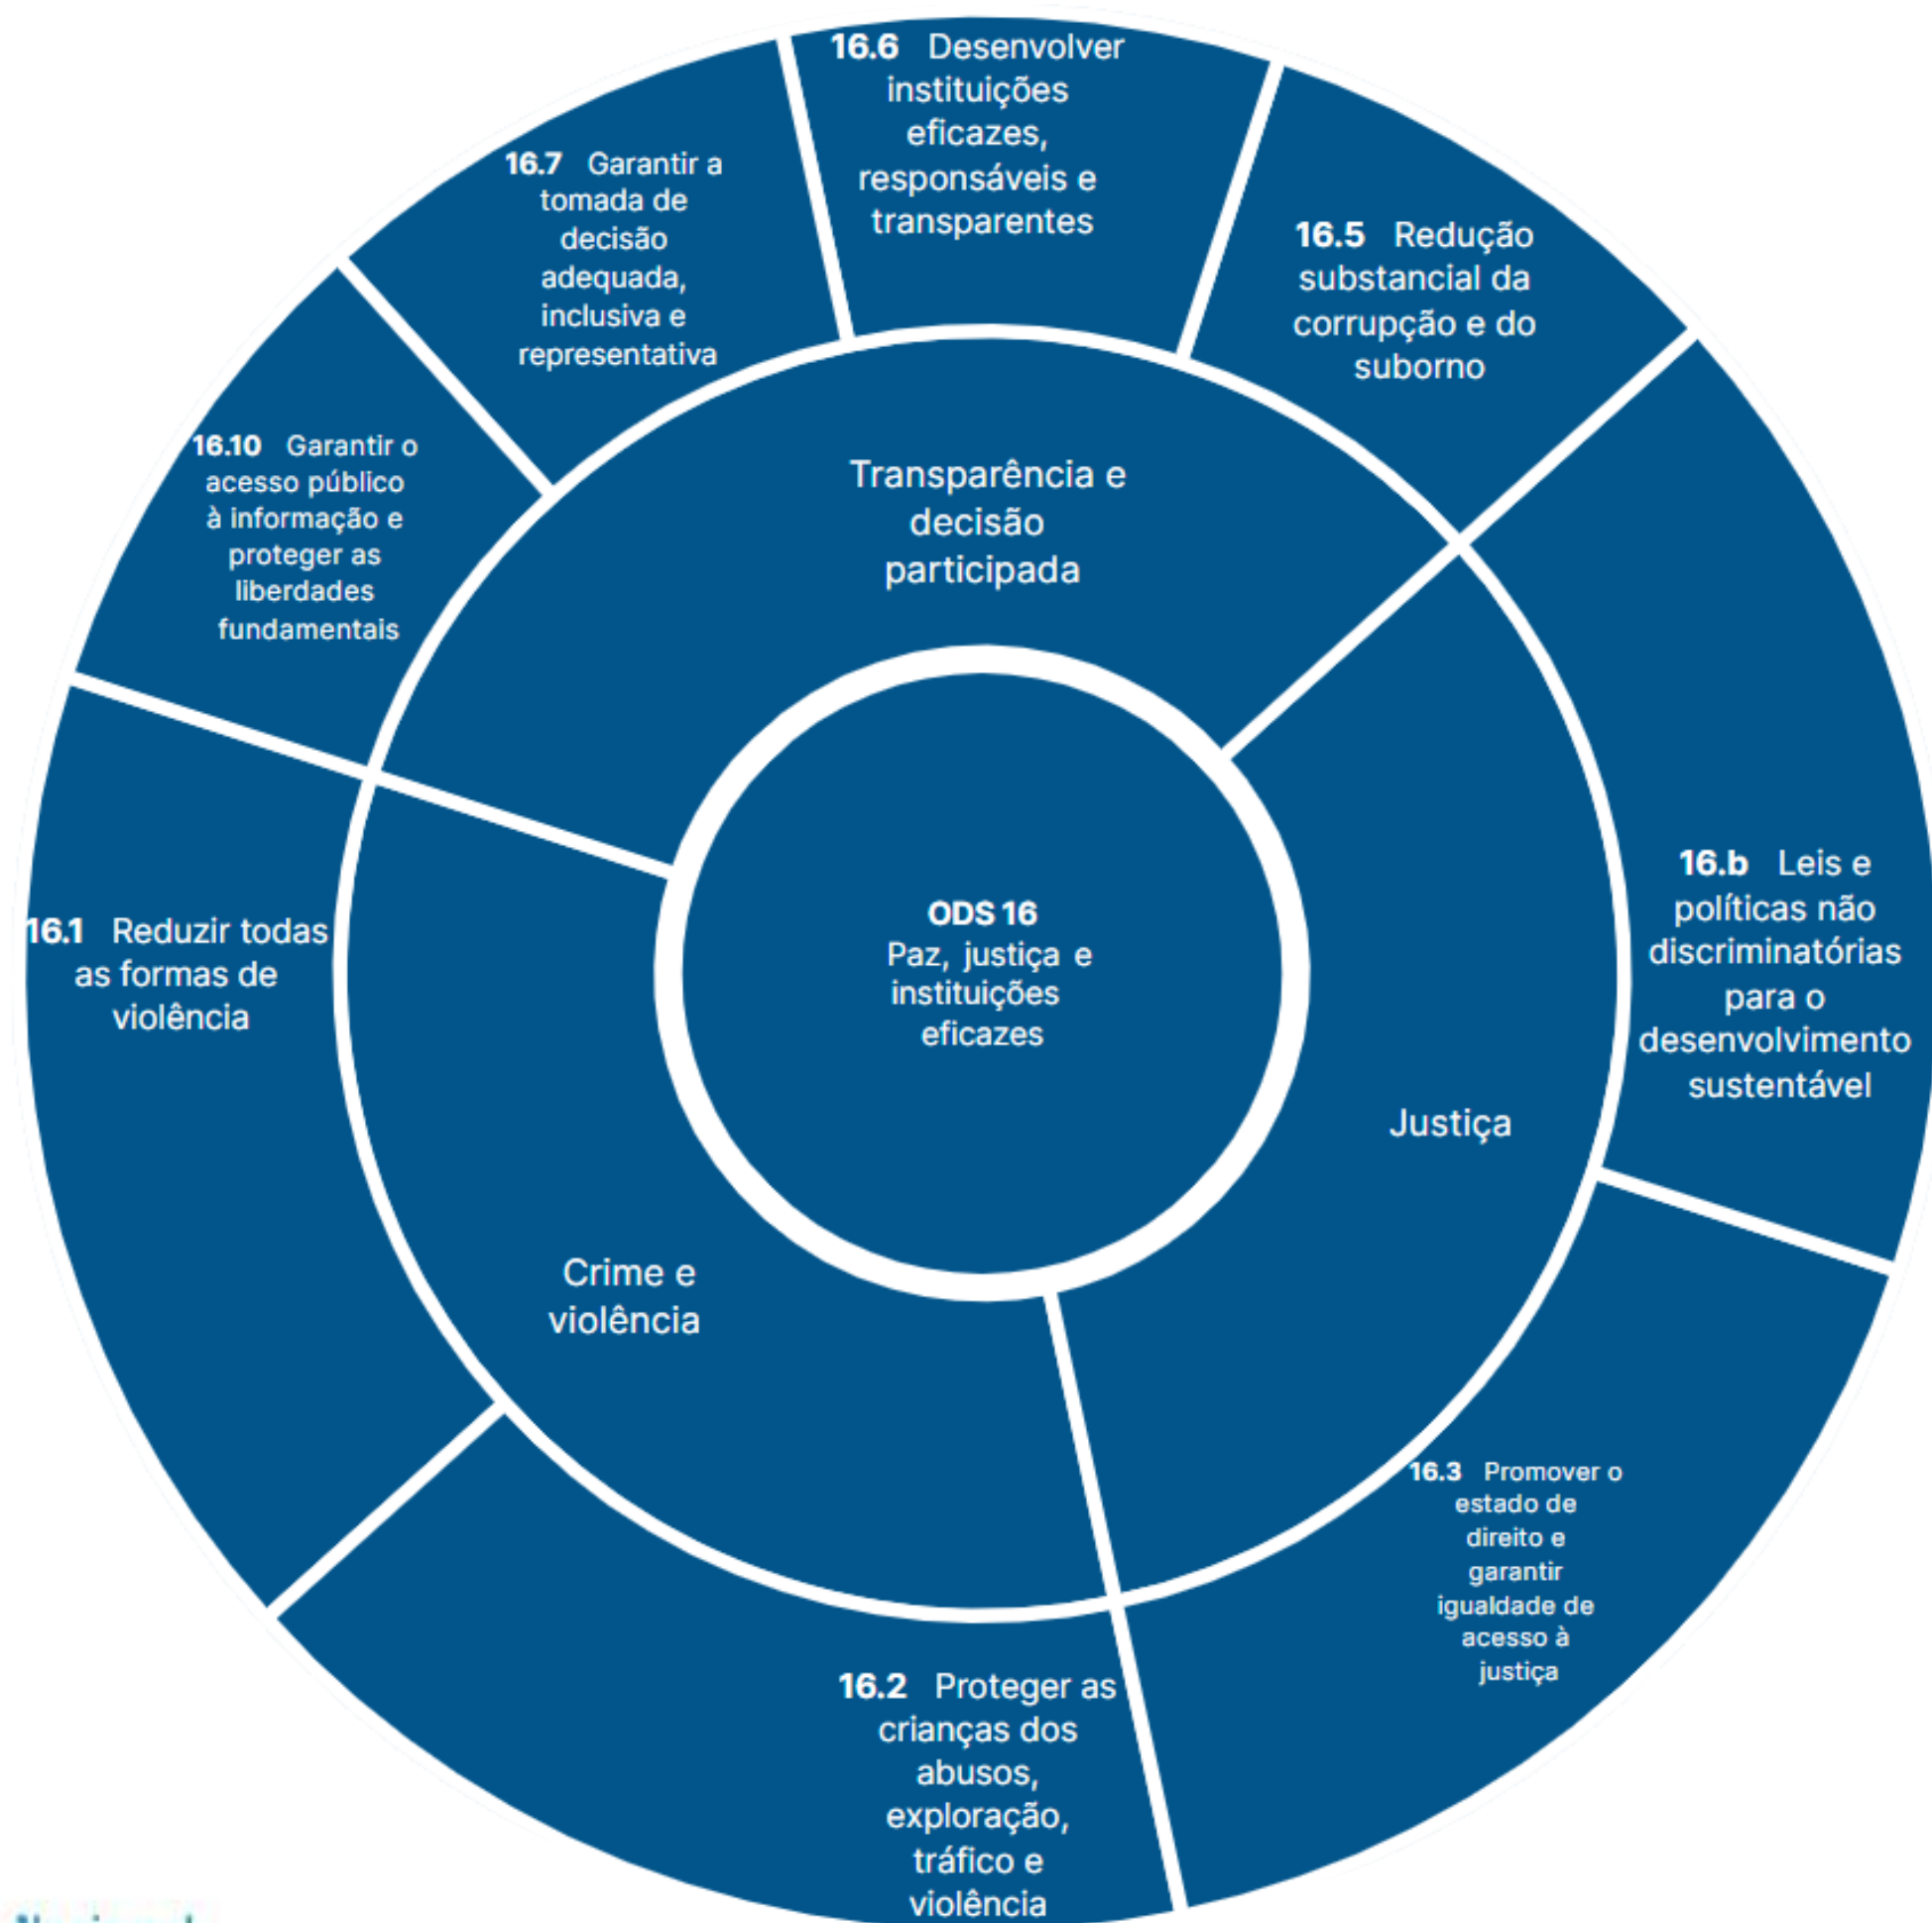 16.6 Desenvolver
instituições
eficazes,
responsáveis e
transparentes
16.7 Garantir a
tomada de
decisão
adequada,
inclusiva e
representativa
16.5 Redução
substancial da
corrupção e do
suborno
16.10 Garantir o
acesso público
à informação e
proteger as
liberdades
fundamentais
Transparência e
decisão
participada
16.1 Reduzir todas
as formas de
violência
ODS 16
Paz, justiça e
instituições
eficazes
16.b Leis e
políticas não
discriminatórias
para o
desenvolvimento
sustentável
Justiça
Crime e
violência
16.3 Promover o
estado de
direito e
garantir
igualdade de
acesso à
justiça
16.2 Proteger as
crianças dos
abusos,
exploração,
tráfico e
violência